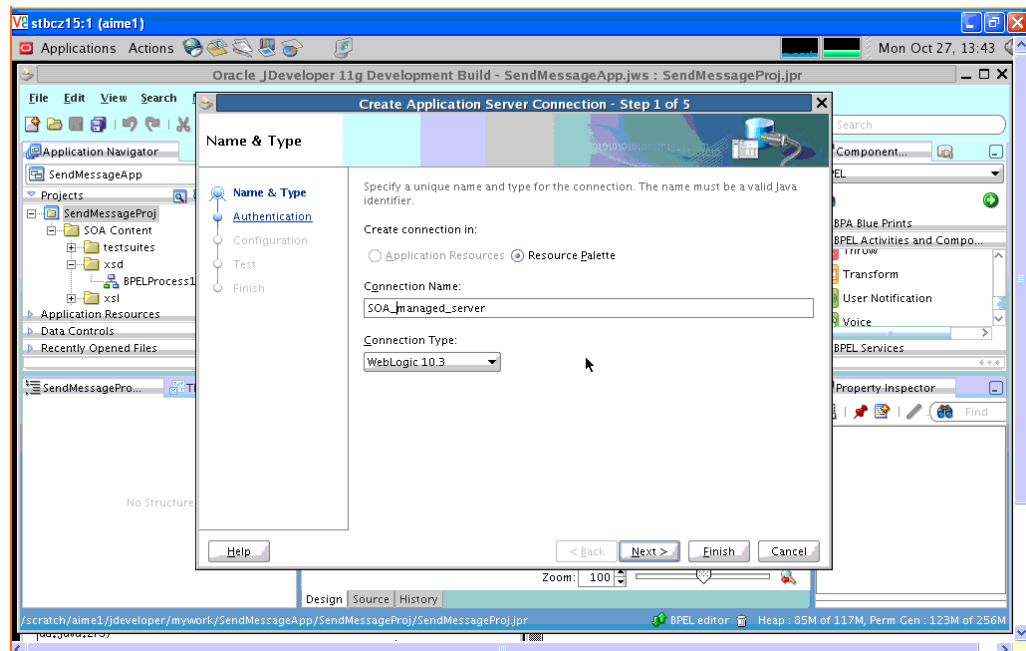 stbcz15:1 (aime1)
Applications Actions
Mon Oct 27, 13:43
Oracle JDeveloper 11g Development Build - SendMessageApp.jws : SendMessageProj.jpr
File Edit View Search
Search
Application Navigator
SendMessageApp
Projects
SendMessageProj
SOA Content
testsuites
xsd
BPELProcess1
xsl
Application Resources
Data Controls
Recently Opened Files
SendMessagePro...
No Structure
Create Application Server Connection - Step 1 of 5
Name & Type
Name & Type
Authentication
Configuration
Test
Finish
Specify a unique name and type for the connection. The name must be a valid Java
identifier.
Create connection in:
Application Resources Resource Palette
Connection Name:
SOA_managed_server
Connection Type:
WebLogic 10.3
Help < Back Next > Finish Cancel
Component...
BPA Blue Prints
BPEL Activities and Compo...
Transform
User Notification
Voice
BPEL Services
Property Inspector
Find
Zoom: 100
Design Source History
/scratch/aime1/jdeveloper/mywork/SendMessageApp/SendMessageProj/SendMessageProj.jpr
BPEL editor Heap : 85M of 117M, Perm Gen : 123M of 256M